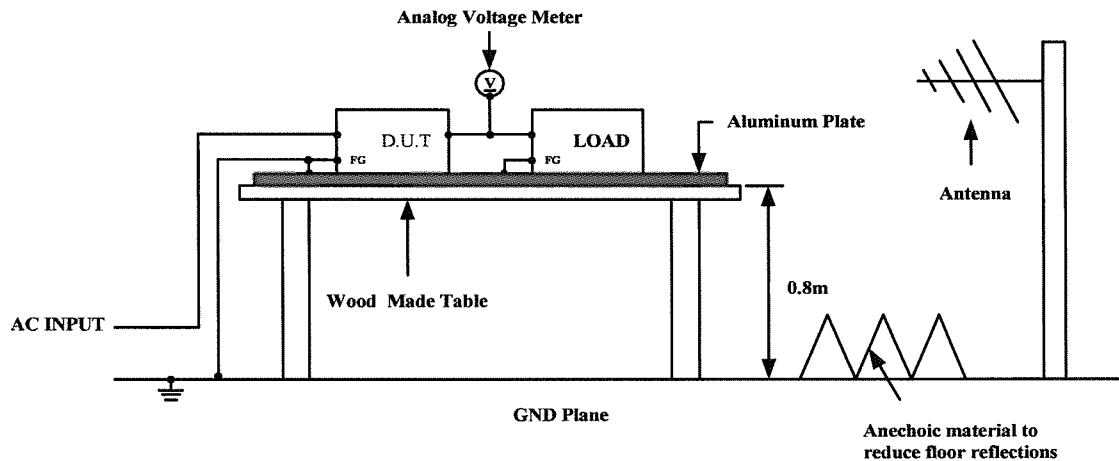 Analog Voltage Meter
V
D.U.T
LOAD
FG
FG
Aluminum Plate
Antenna
Wood Made Table
0.8m
AC INPUT
GND Plane
Anechoic material to
reduce floor reflections